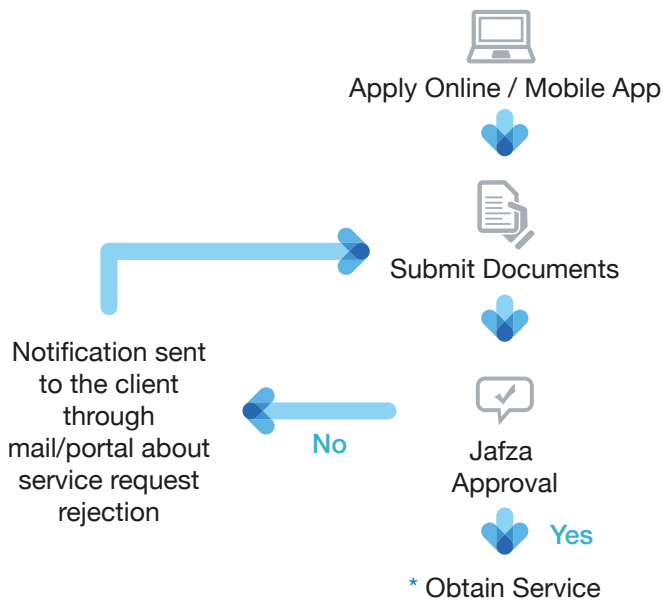 Apply Online / Mobile App
Submit Documents
Notification sent
to the client
through
mail/portal about
service request
rejection
No
Jafza
Approval
Yes
* Obtain Service